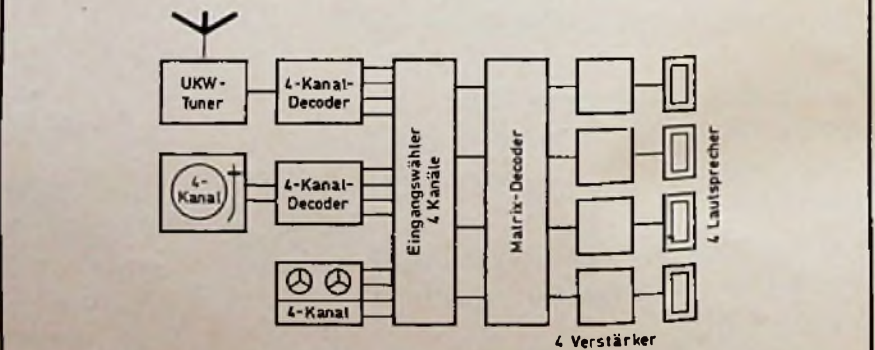 UKW-
Tuner
4-Kanal-
Decoder
4-
Kanal
4-Kanal-
Decoder
4-Kanal
Eingangswähler
4 Kanäle
Matrix-Decoder
4 Lautsprecher
4 Verstärker